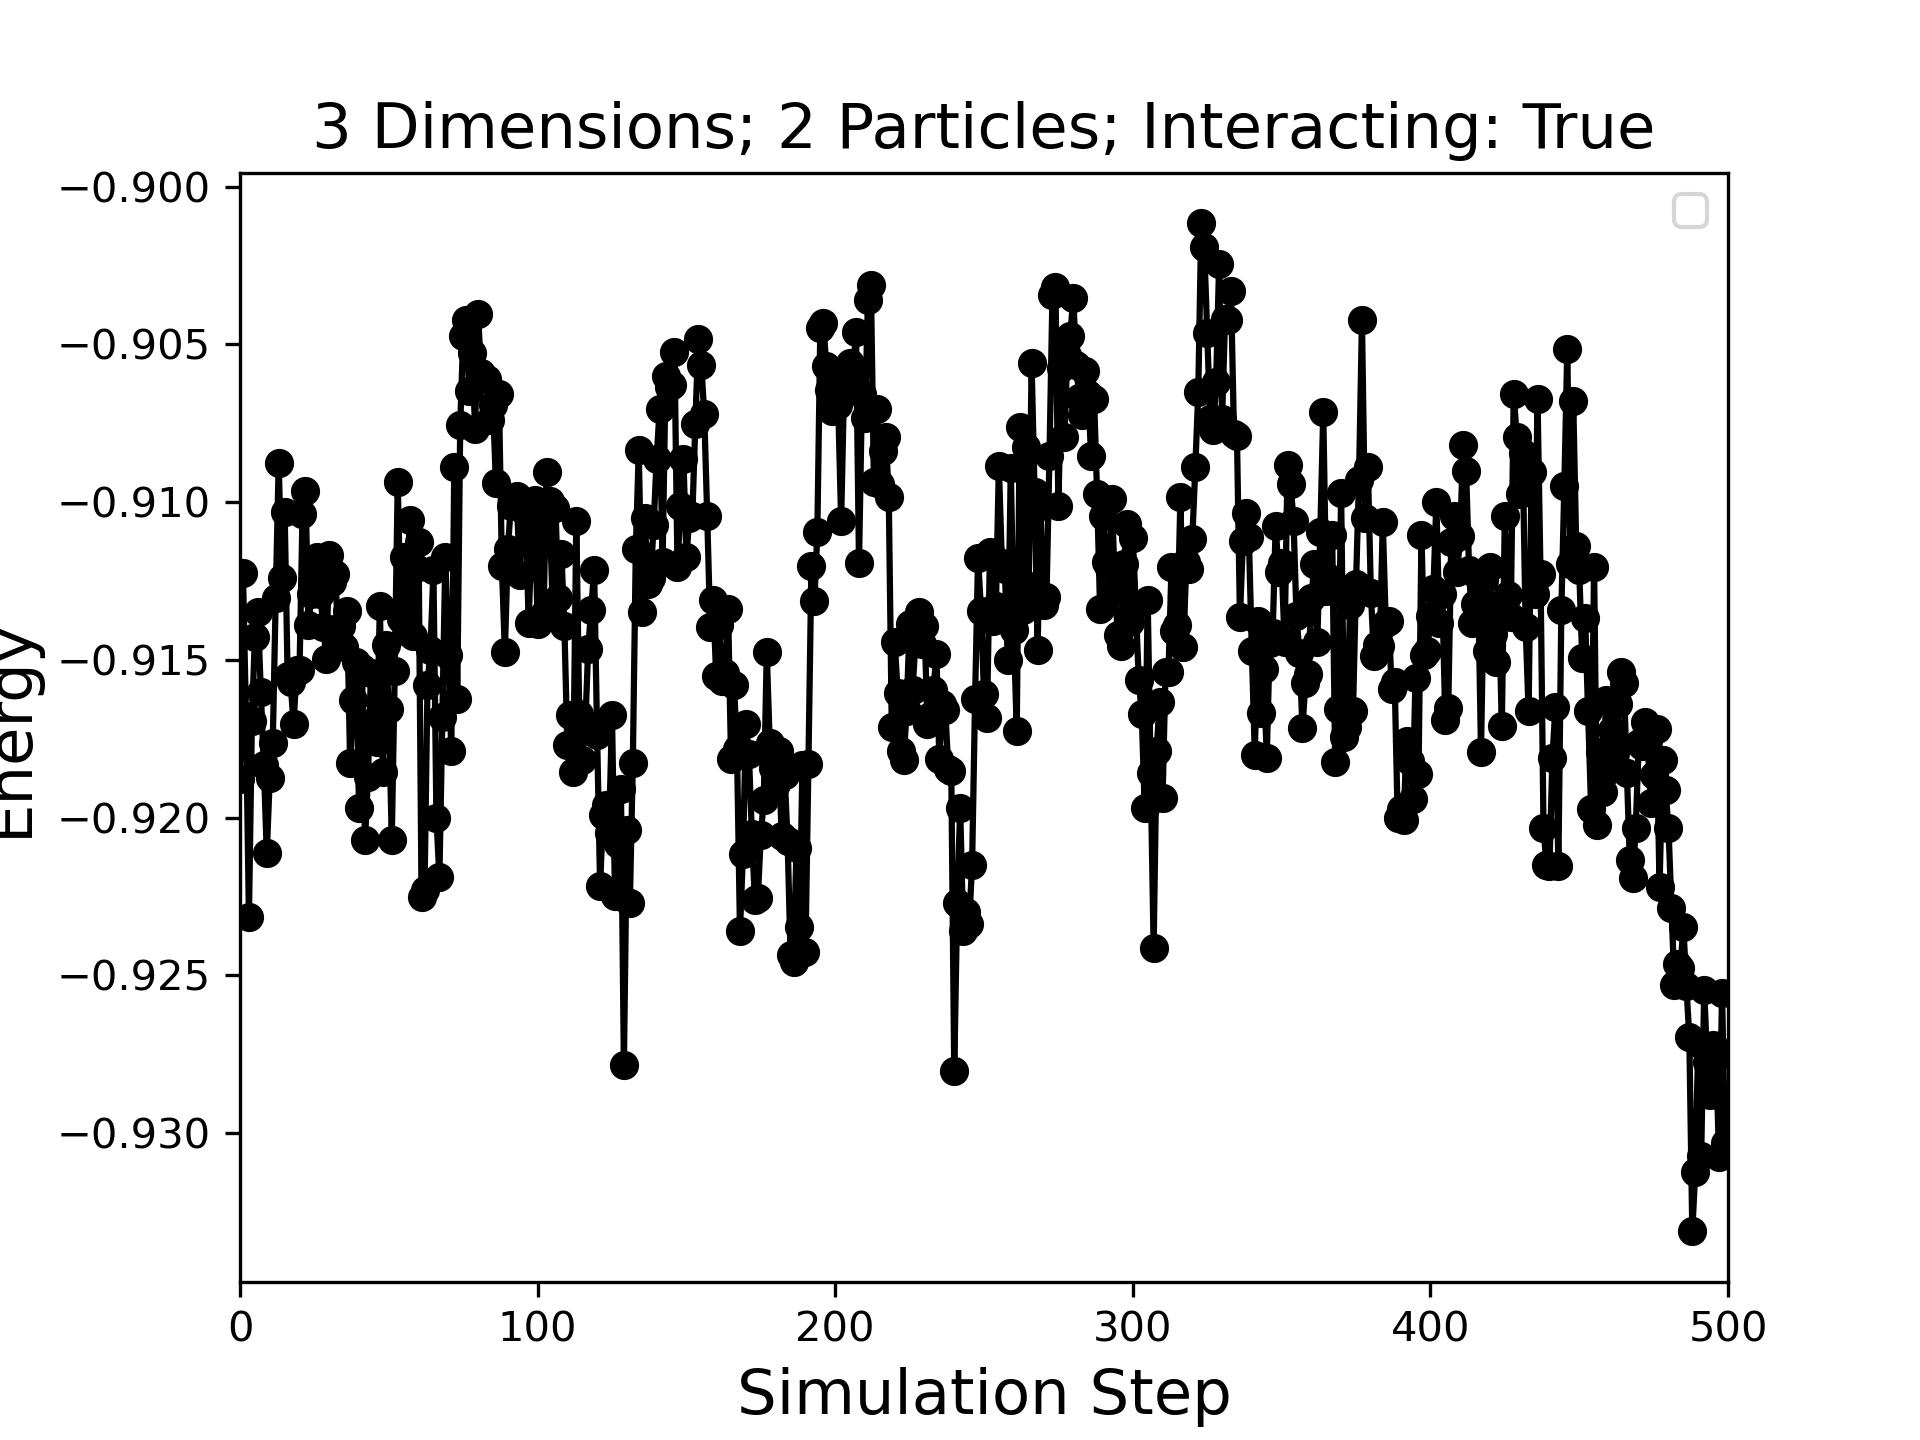 3 Dimensions; 2 Particles; Interacting: True
−0.900
−0.905
−0.910
−0.915
−0.920
−0.925
−0.930
Energy
0 100 200 300 400 500
Simulation Step